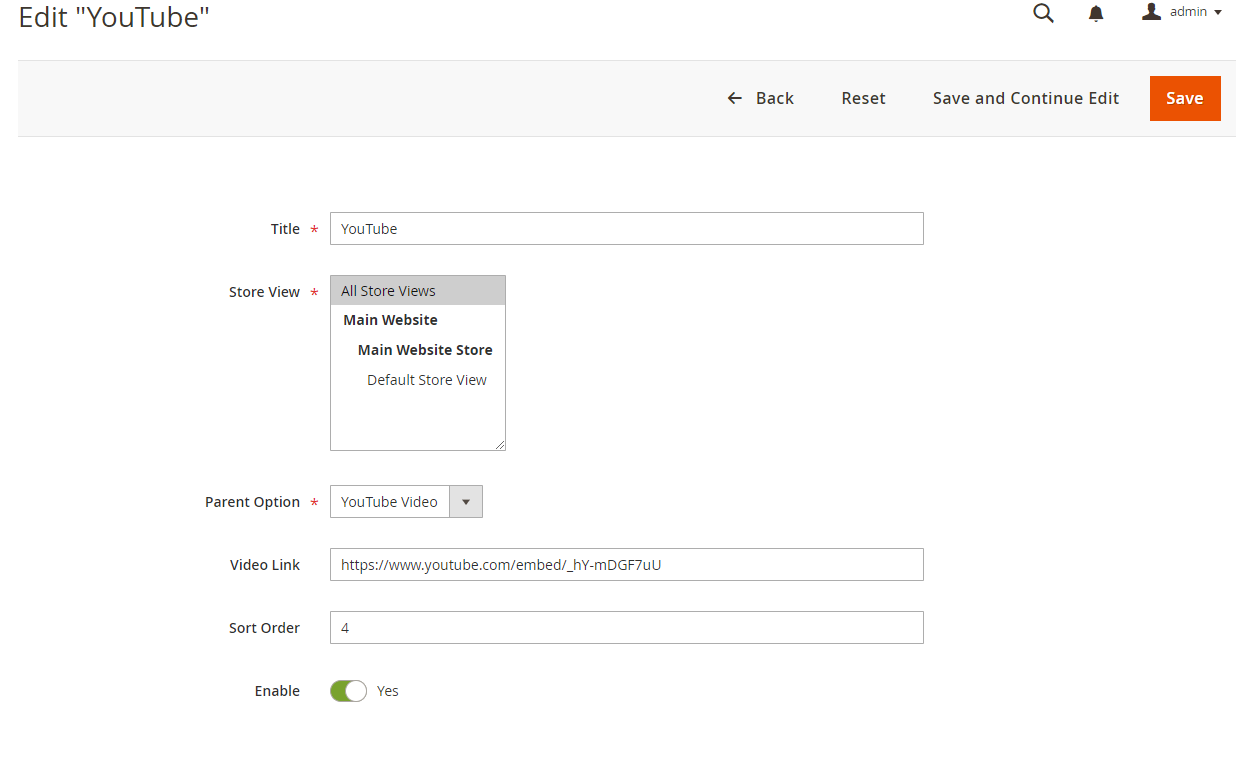 Edit "YouTube"
admin
Back
Reset
Save and Continue Edit
Save
Title *
YouTube
Store View *
All Store Views
Main Website
Main Website Store
Default Store View
Parent Option *
YouTube Video
Video Link
https://www.youtube.com/embed/_hY-mDGF7uU
Sort Order
4
Enable
Yes